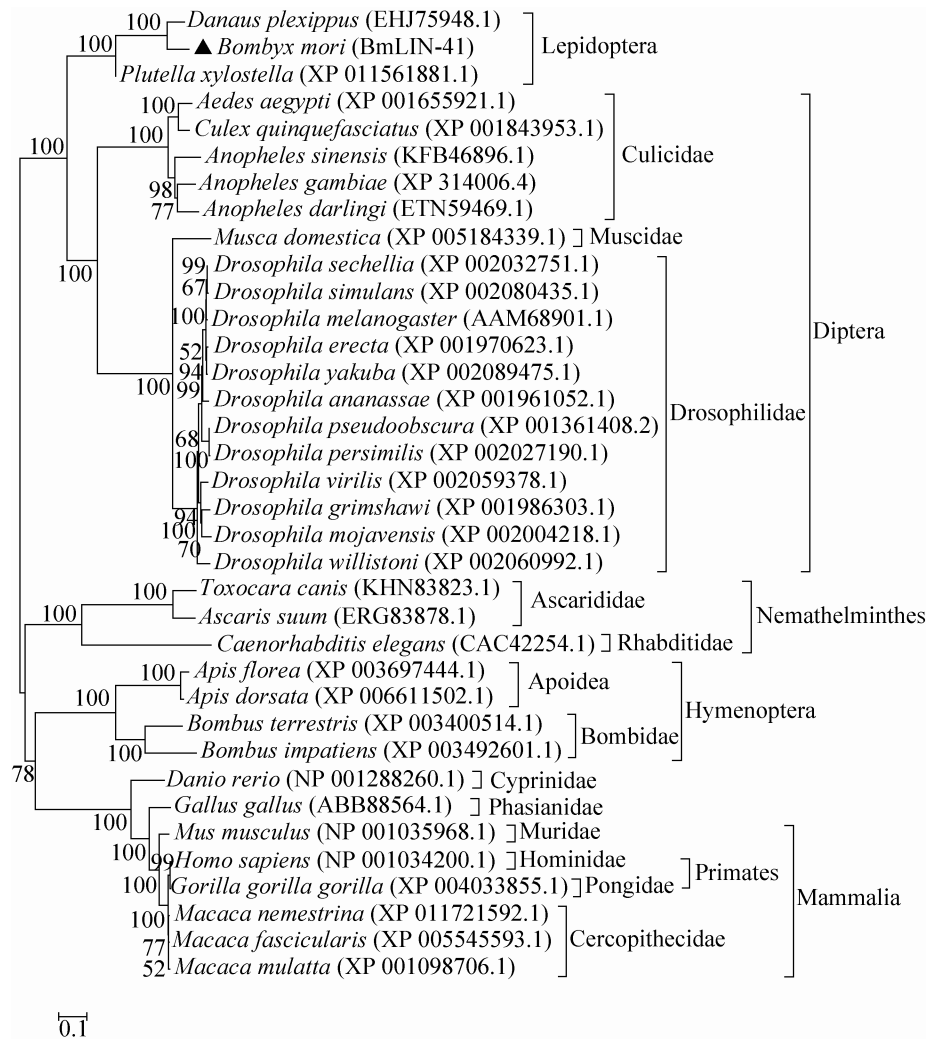 100 Danaus plexippus (EHJ75948.1)
100 ▲ Bombyx mori (BmLIN-41) Lepidoptera
Plutella xylostella (XP 011561881.1)
100 Aedes aegypti (XP 001655921.1)
100 100 Culex quinquefasciatus (XP 001843953.1)
Anopheles sinensis (KFB46896.1) Culicidae
98 Anopheles gambiae (XP 314006.4)
77 Anopheles darlingi (ETN59469.1)
Musca domestica (XP 005184339.1) Muscidae
100 99 Drosophila sechellia (XP 002032751.1)
67 Drosophila simulans (XP 002080435.1)
100 Drosophila melanogaster (AAM68901.1) Diptera
52 Drosophila erecta (XP 001970623.1)
100 94 Drosophila yakuba (XP 002089475.1)
99 Drosophila ananassae (XP 001961052.1)
Drosophila pseudoobscura (XP 001361408.2) Drosophilidae
68
100 Drosophila persimilis (XP 002027190.1)
Drosophila virilis (XP 002059378.1)
94 Drosophila grimshawi (XP 001986303.1)
100 Drosophila mojavensis (XP 002004218.1)
70 Drosophila willistoni (XP 002060992.1)
100 Toxocara canis (KHN83823.1) Ascarididae
100 Ascaris suum (ERG83878.1) Nemathelminthes
Caenorhabditis elegans (CAC42254.1) Rhabditidae
100 Apis florea (XP 003697444.1) Apoidea
100 Apis dorsata (XP 006611502.1)
Bombus terrestris (XP 003400514.1) Bombidae Hymenoptera
100 Bombus impatiens (XP 003492601.1)
78 Danio rerio (NP 001288260.1) Cyprinidae
100 Gallus gallus (ABB88564.1) Phasianidae
Mus musculus (NP 001035968.1) Muridae
100 99 Homo sapiens (NP 001034200.1) Hominidae Primates
100 Gorilla gorilla gorilla (XP 004033855.1) Pongidae Mammalia
100 Macaca nemestrina (XP 011721592.1)
77 Macaca fascicularis (XP 005545593.1) Cercopithecidae
52 Macaca mulatta (XP 001098706.1)
0.1